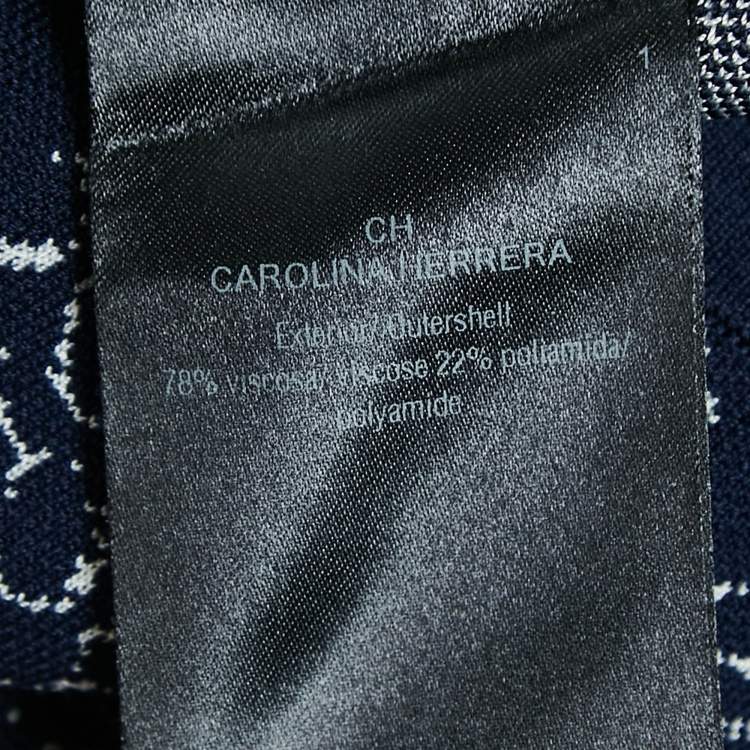 1
CH
CAROLINA HERRERA
Exterior/ Outershell
78% viscosa/ viscose 22% poliamida/
polyamide